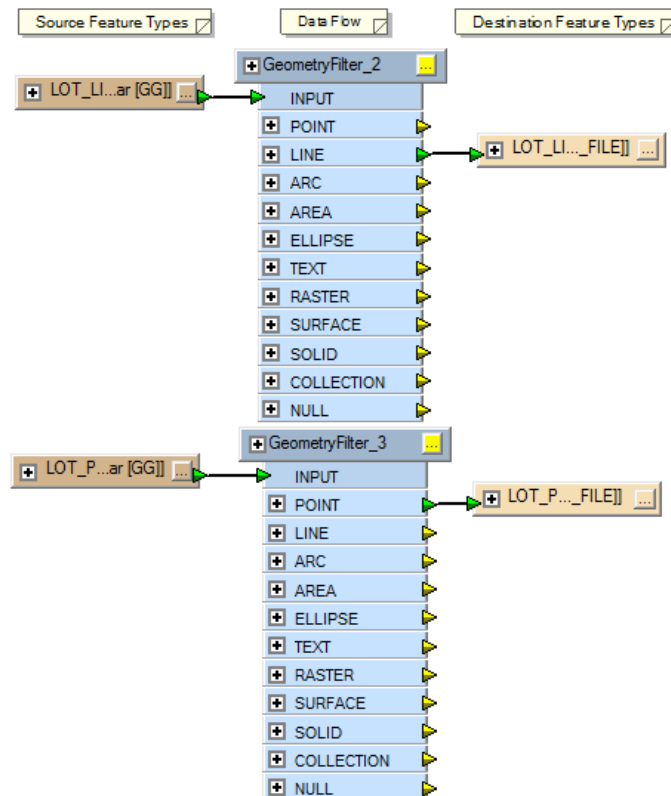 Source Feature Types
Data Flow
Destination Feature Types
GeometryFilter_2
LOT_LI...ar [GG]]
...
INPUT
POINT
LINE
LOT_LI..._FILE]]
...
ARC
AREA
ELLIPSE
TEXT
RASTER
SURFACE
SOLID
COLLECTION
NULL
GeometryFilter_3
...
LOT_P...ar [GG]]
...
INPUT
POINT
LOT_P..._FILE]]
...
LINE
ARC
AREA
ELLIPSE
TEXT
RASTER
SURFACE
SOLID
COLLECTION
NULL